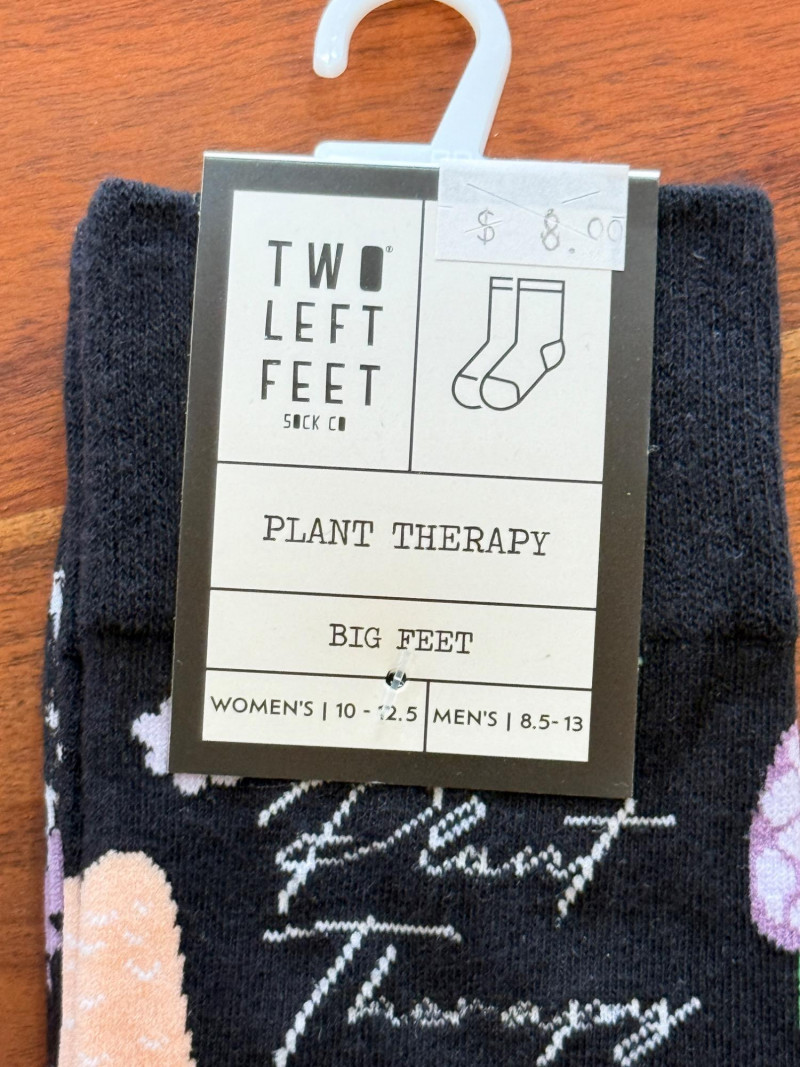 $ 8.00
TWO®
LEFT
FEET
SOCK CO
PLANT THERAPY
BIG FEET
WOMEN'S | 10 - 12.5
MEN'S | 8.5-13
Plant
Therapy